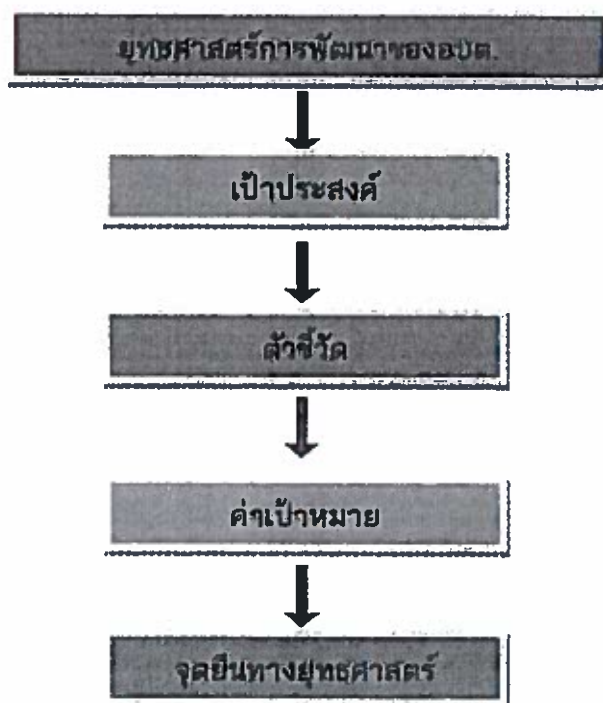 ยุทธศาสตร์การพัฒนาของอบต.
เป้าประสงค์
ตัวชี้วัด
ค่าเป้าหมาย
จุดยืนทางยุทธศาสตร์